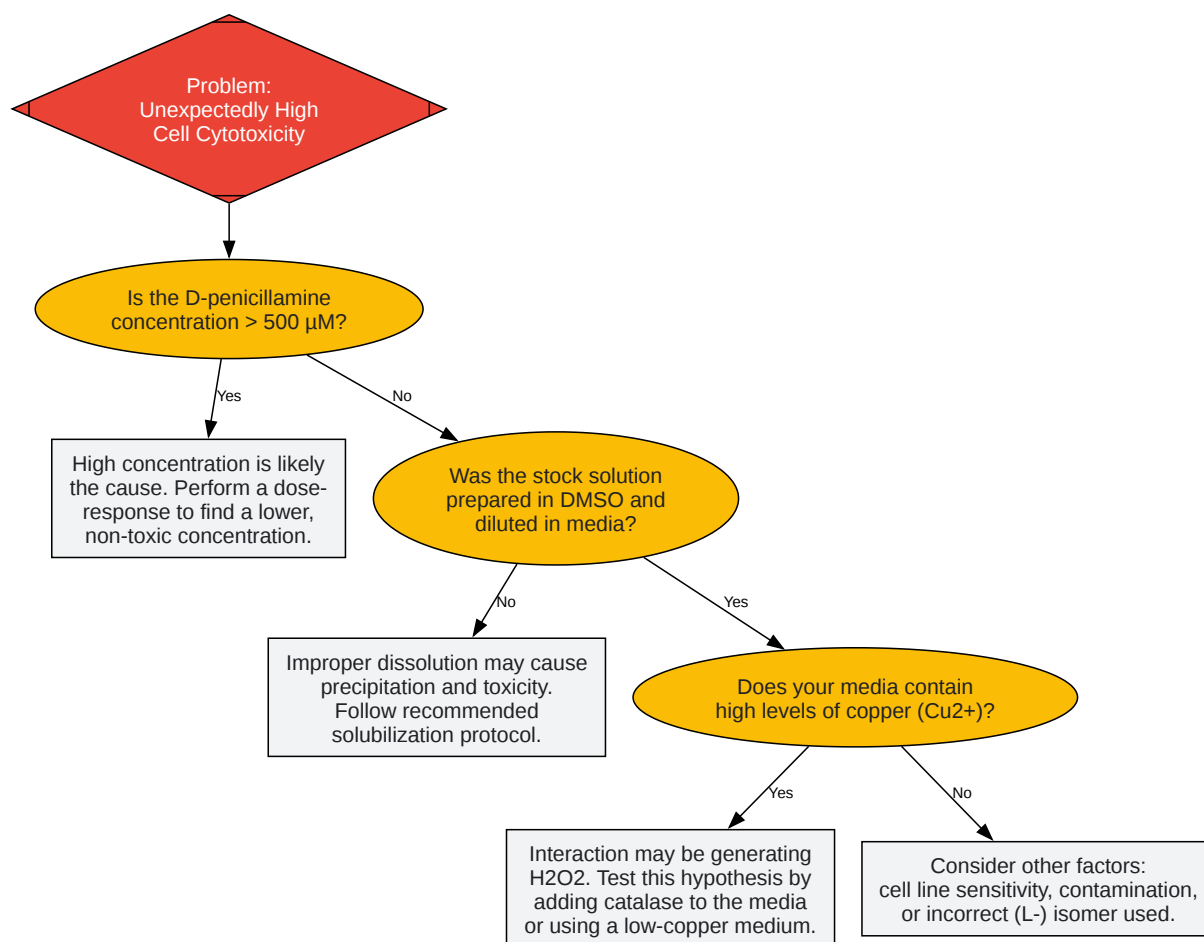 Problem:
Unexpectedly High
Cell Cytotoxicity
Is the D-penicillamine
concentration > 500 µM?
Yes
No
High concentration is likely
the cause. Perform a dose-
response to find a lower,
non-toxic concentration.
Was the stock solution
prepared in DMSO and
diluted in media?
No
Yes
Improper dissolution may cause
precipitation and toxicity.
Follow recommended
solubilization protocol.
Does your media contain
high levels of copper (Cu2+)?
Yes
No
Interaction may be generating
H2O2. Test this hypothesis by
adding catalase to the media
or using a low-copper medium.
Consider other factors:
cell line sensitivity, contamination,
or incorrect (L-) isomer used.